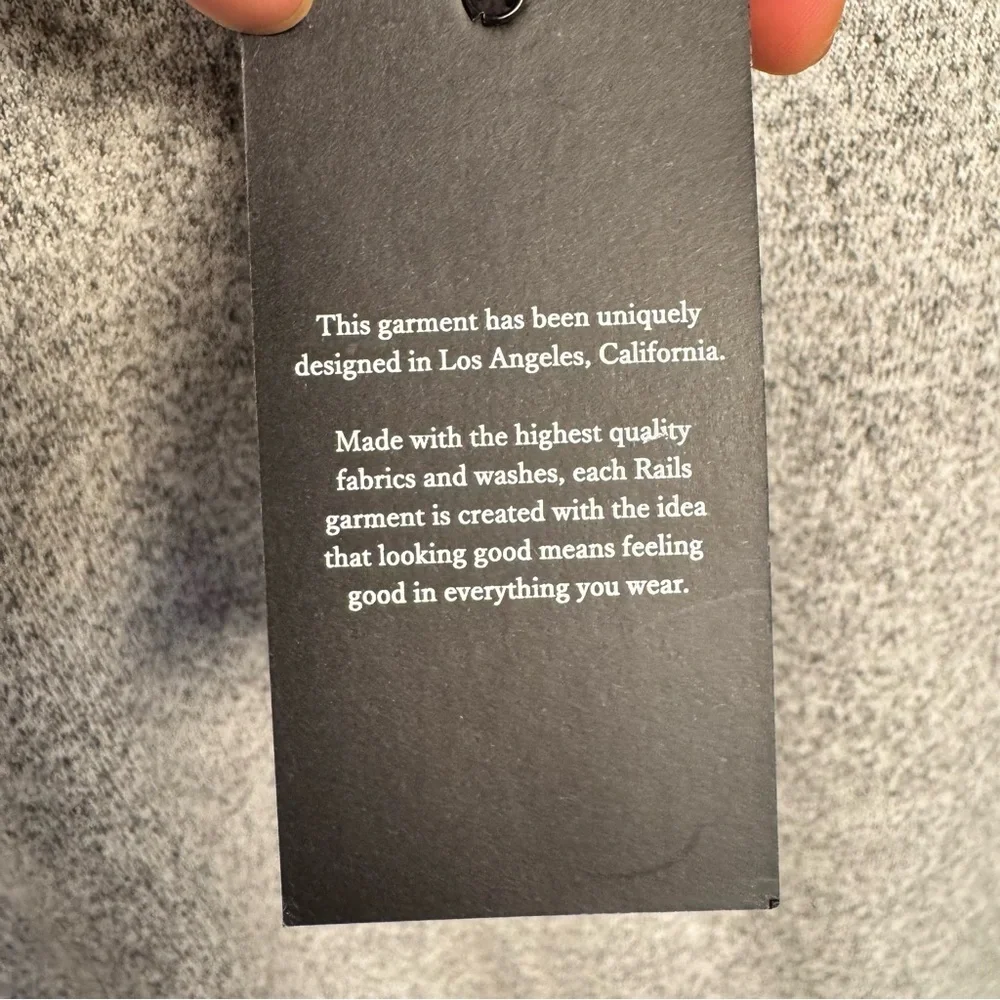 This garment has been uniquely
designed in Los Angeles, California.
Made with the highest quality
fabrics and washes, each Rails
garment is created with the idea
that looking good means feeling
good in everything you wear.